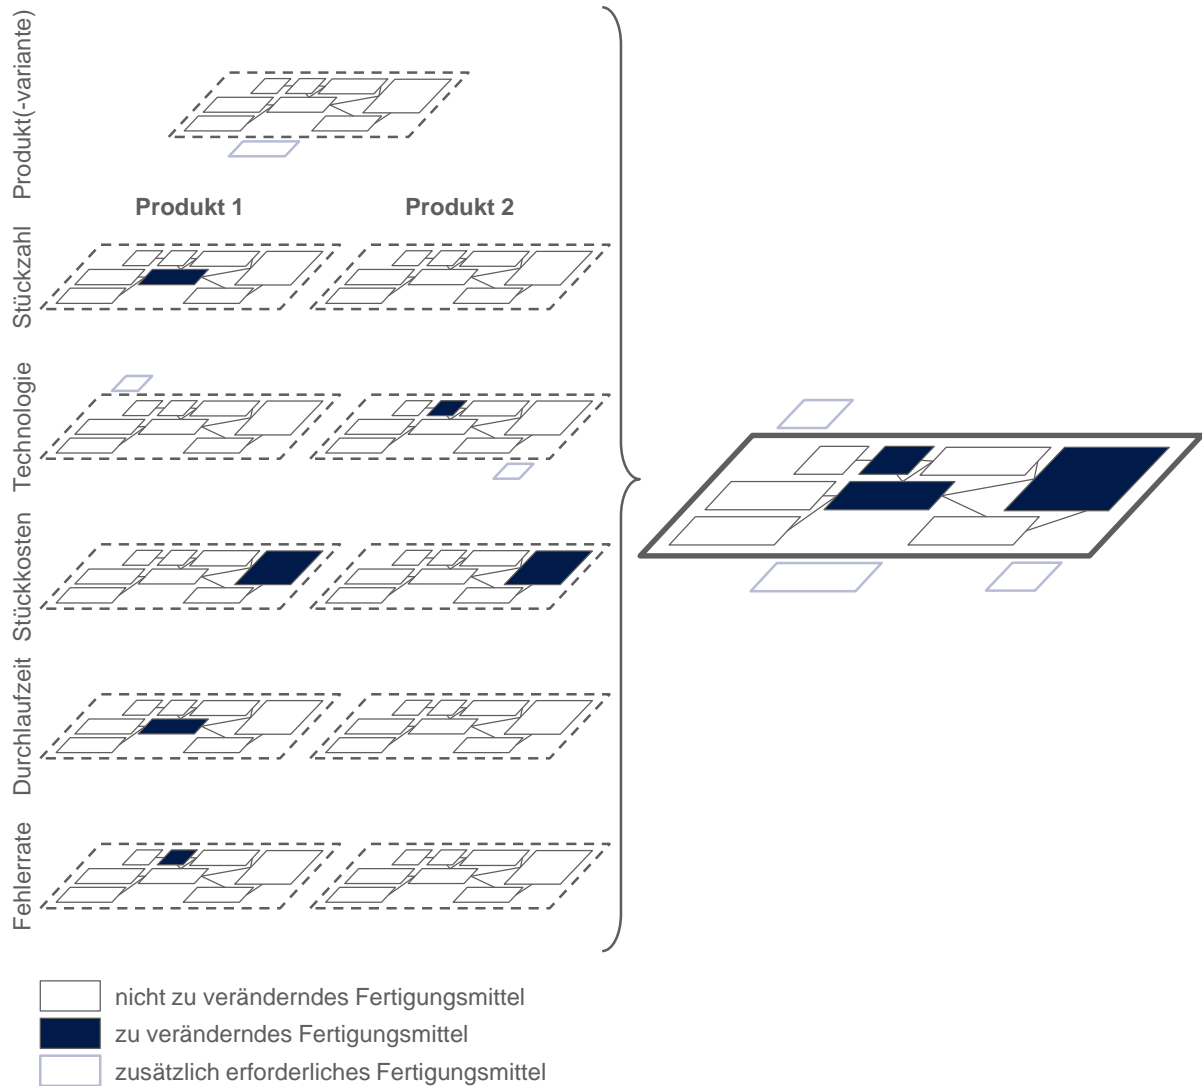 Produkt(-variante)
Produkt 1
Produkt 2
Stückzahl
Technologie
Stückkosten
Durchlaufzeit
Fehlerrate
nicht zu veränderndes Fertigungsmittel
zu veränderndes Fertigungsmittel
zusätzlich erforderliches Fertigungsmittel